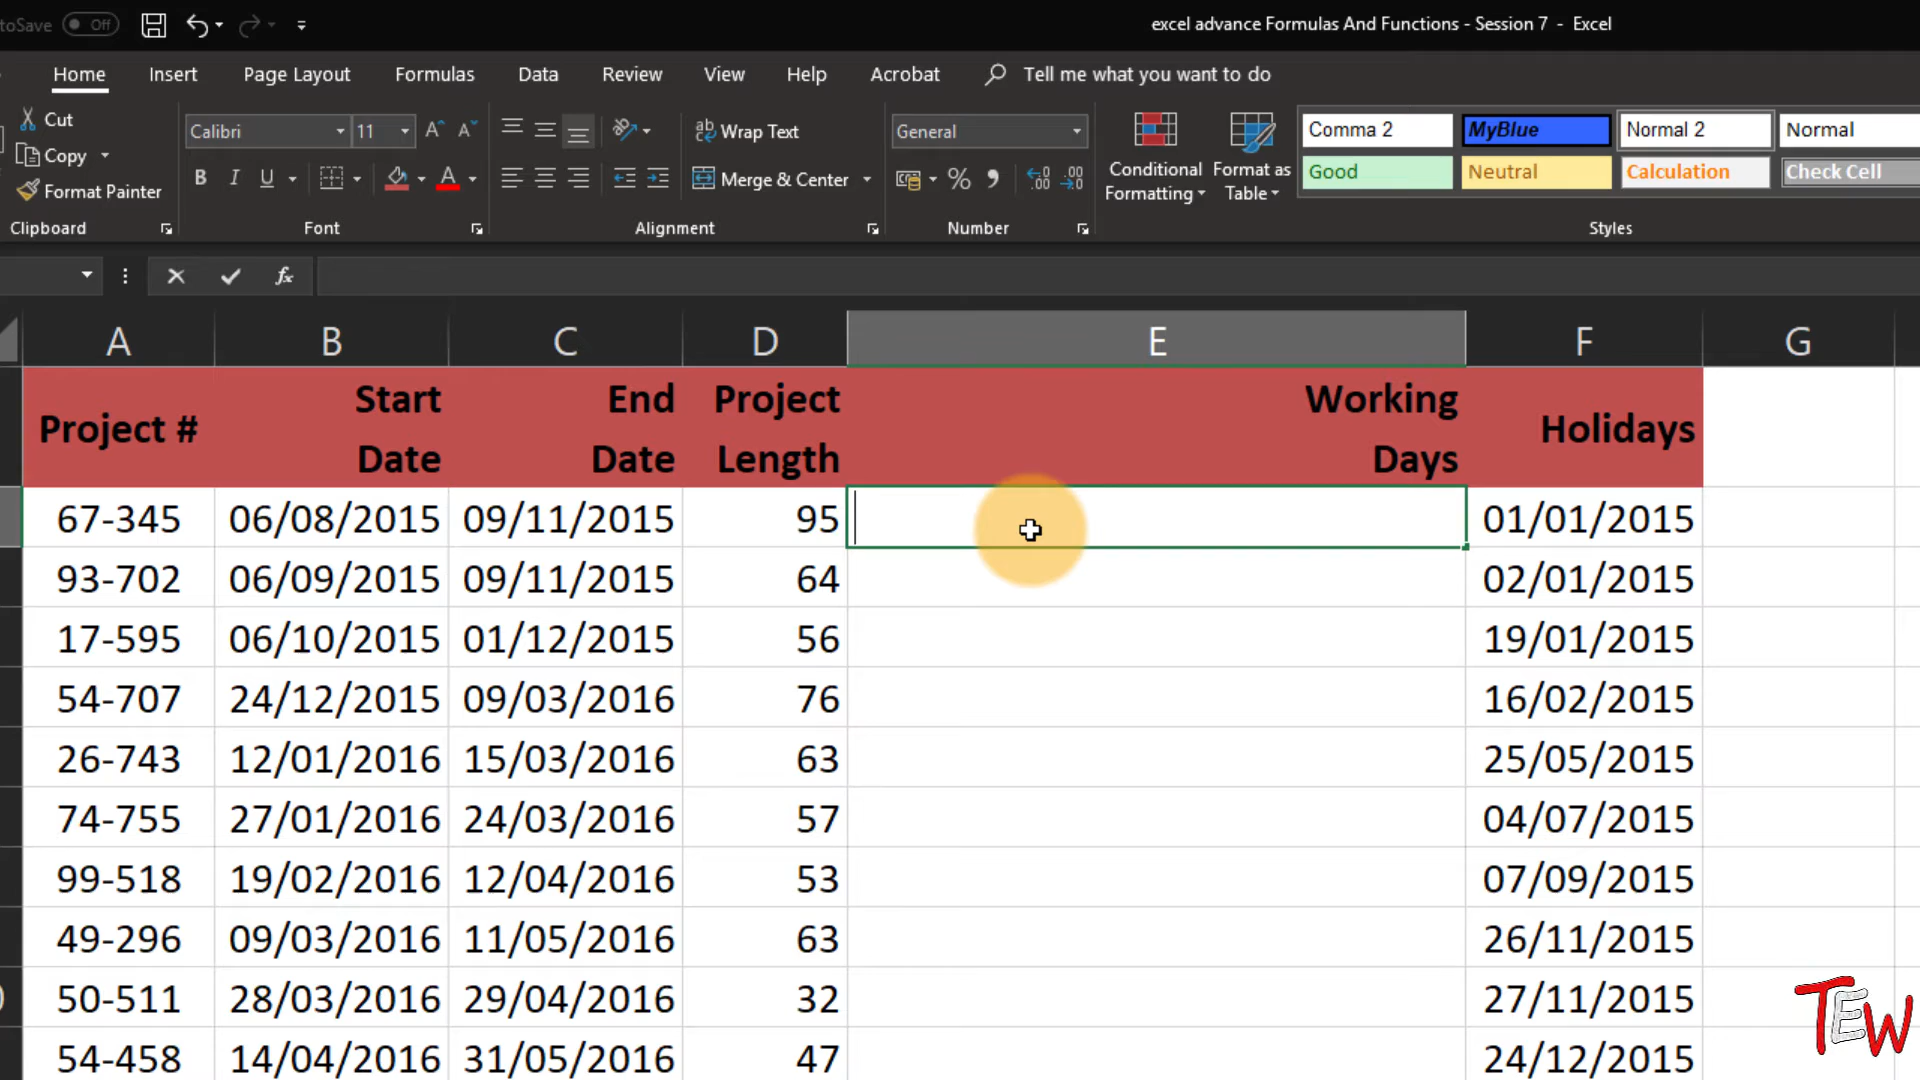 toSave Off
excel advance Formulas And Functions - Session 7 - Excel
Home Insert Page Layout Formulas Data Review View Help Acrobat Tell me what you want to do
Cut
Copy
Format Painter
Calibri 11
B I U A
Wrap Text
Merge & Center
General
% 9
Conditional Formatting
Format as Table
Comma 2 MyBlue Normal 2 Normal
Good Neutral Calculation Check Cell
Clipboard Font Alignment Number Styles
fx
A B C D E F G
Project # Start Date End Date Project Length Working Days Holidays
67-345 06/08/2015 09/11/2015 95 01/01/2015
93-702 06/09/2015 09/11/2015 64 02/01/2015
17-595 06/10/2015 01/12/2015 56 19/01/2015
54-707 24/12/2015 09/03/2016 76 16/02/2015
26-743 12/01/2016 15/03/2016 63 25/05/2015
74-755 27/01/2016 24/03/2016 57 04/07/2015
99-518 19/02/2016 12/04/2016 53 07/09/2015
49-296 09/03/2016 11/05/2016 63 26/11/2015
50-511 28/03/2016 29/04/2016 32 27/11/2015
54-458 14/04/2016 31/05/2016 47 24/12/2015
TEW